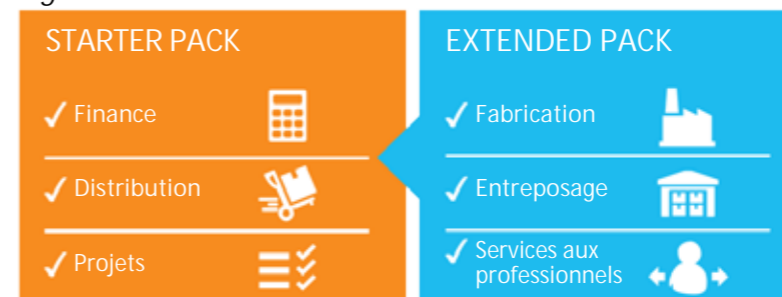 STARTER PACK
Finance
Distribution
Projets
EXTENDED PACK
Fabrication
Entreposage
Services aux
professionnels